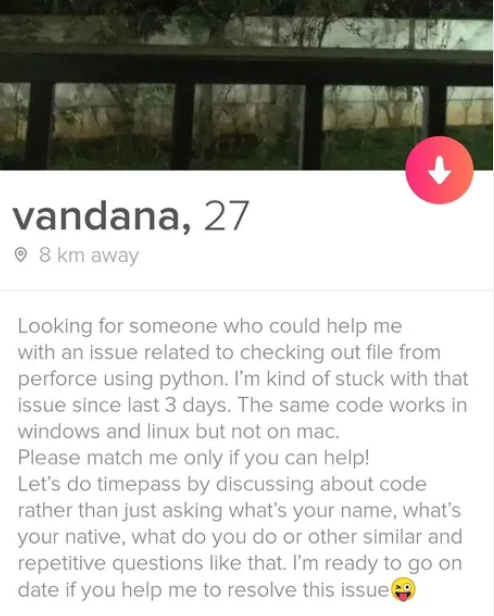 vandana, 27
8 km away
Looking for someone who could help me
with an issue related to checking out file from
perforce using python. I'm kind of stuck with that
issue since last 3 days. The same code works in
windows and linux but not on mac.
Please match me only if you can help!
Let's do timepass by discussing about code
rather than just asking what's your name, what's
your native, what do you do or other similar and
repetitive questions like that. I'm ready to go on
date if you help me to resolve this issue😜